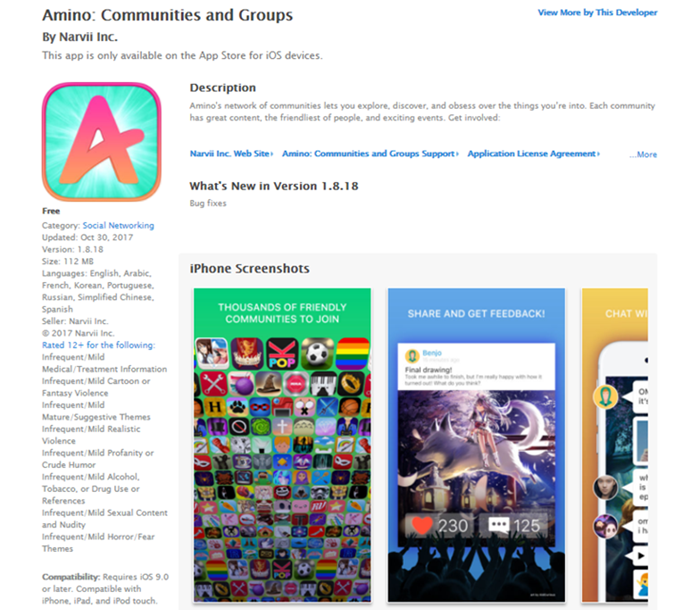 Amino: Communities and Groups
View More by This Developer
By Narvii Inc.
This app is only available on the App Store for iOS devices.
Description
Amino's network of communities lets you explore, discover, and obsess over the things you're into. Each community
has great content, the friendliest of people, and exciting events. Get involved:
Narvii Inc. Web Site Amino: Communities and Groups Support Application License Agreement ...More
What's New in Version 1.8.18
Bug fixes
Free
Category: Social Networking
Updated: Oct 30, 2017
Version: 1.8.18
Size: 112 MB
Languages: English, Arabic,
French, Korean, Portuguese,
Russian, Simplified Chinese,
Spanish
Seller: Narvii Inc.
© 2017 Narvii Inc.
Rated 12+ for the following:
Infrequent/Mild
Medical/Treatment Information
Infrequent/Mild Cartoon or
Fantasy Violence
Infrequent/Mild
Mature/Suggestive Themes
Infrequent/Mild Realistic
Violence
Infrequent/Mild Profanity or
Crude Humor
Infrequent/Mild Alcohol,
Tobacco, or Drug Use or
References
Infrequent/Mild Sexual Content
and Nudity
Infrequent/Mild Horror/Fear
Themes
Compatibility: Requires iOS 9.0
or later. Compatible with
iPhone, iPad, and iPod touch.
iPhone Screenshots
THOUSANDS OF FRIENDLY
COMMUNITIES TO JOIN
K
POP
SHARE AND GET FEEDBACK!
Benjo
Final drawing!
Took me awhile to finish, but I'm really happy with how it
turned out! What do you think?
230
125
CHAT WI